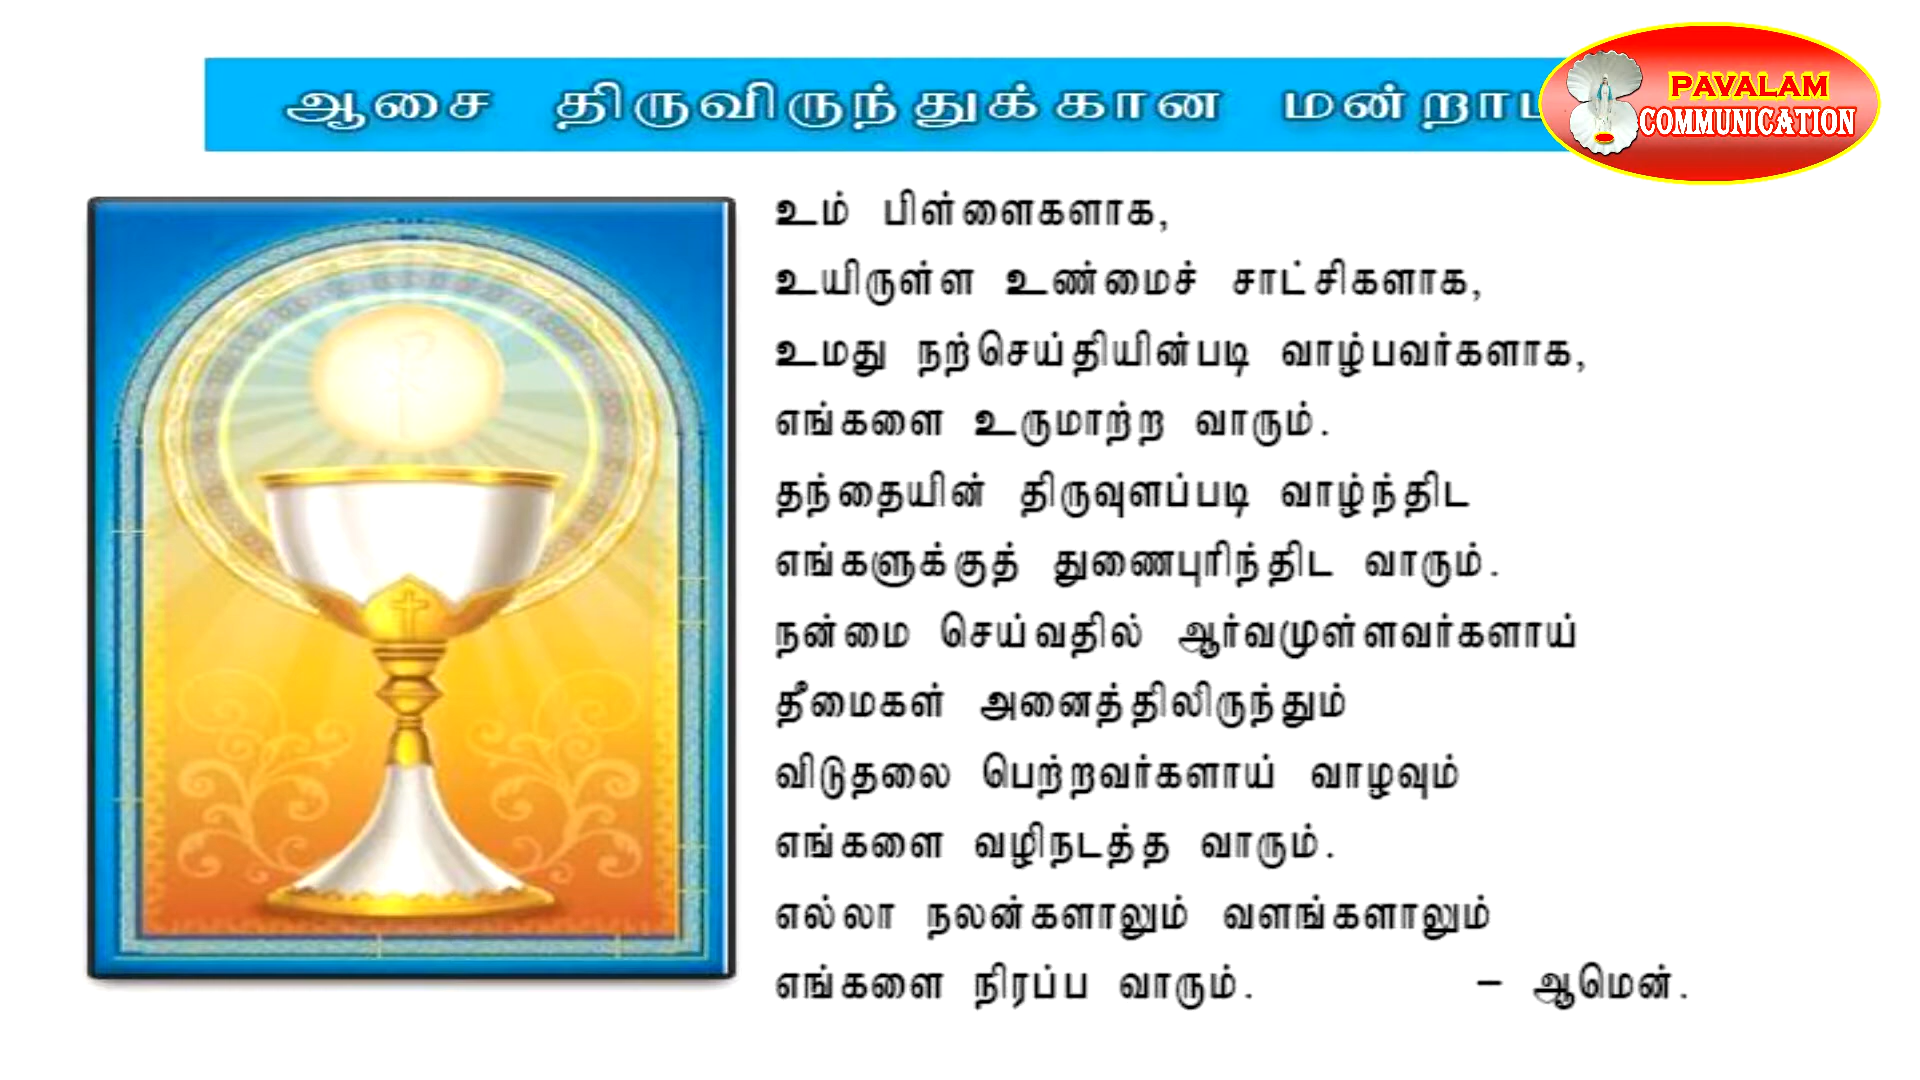 ஆசை திருவிருந்துக்கான
PAVALAM
COMMUNICATION
உம் பிள்ளைகளாக,
உயிருள்ள உண்மைச் சாட்சிகளாக,
உமது நற்செய்தியின்படி வாழ்பவர்களாக,
எங்களை உருமாற்ற வாரும்.
தந்தையின் திருவுளப்படி வாழ்ந்திட
எங்களுக்குத் துணைபுரிந்திட வாரும்.
நன்மை செய்வதில் ஆர்வமுள்ளவர்களாய்
தீமைகள் அனைத்திலிருந்தும்
விடுதலை பெற்றவர்களாய் வாழவும்
எங்களை வழிநடத்த வாரும்.
எல்லா நலன்களாலும் வளங்களாலும்
எங்களை நிரப்ப வாரும். – ஆமென்.